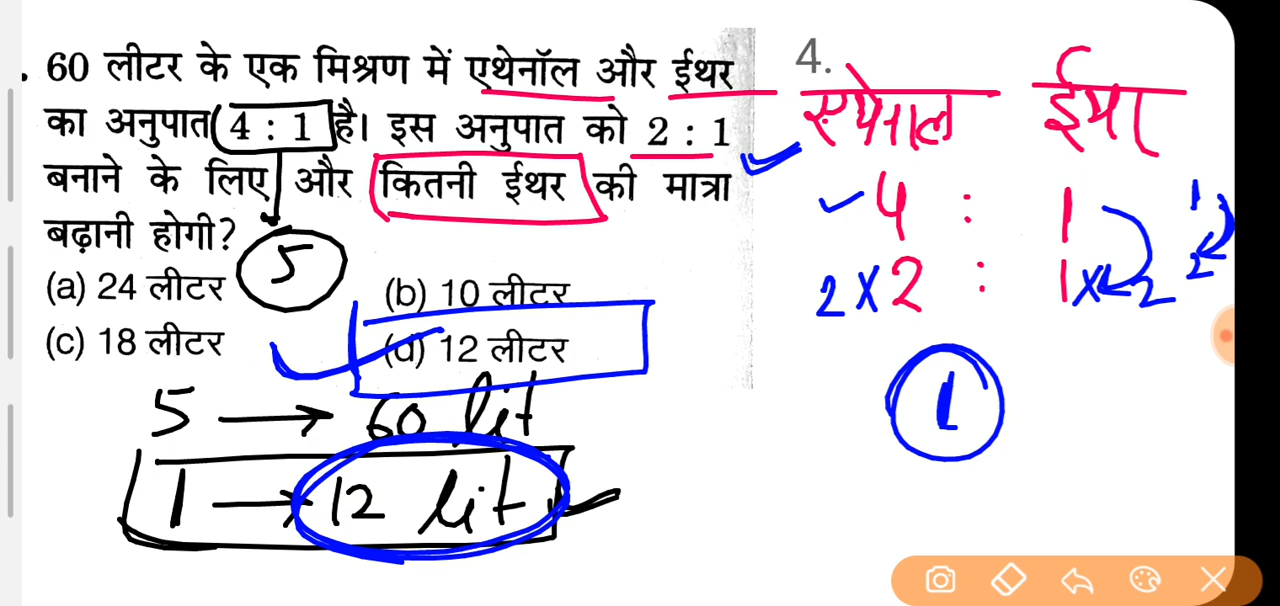 60 लीटर के एक मिश्रण में एथेनॉल और ईथर
का अनुपात 4 : 1 है। इस अनुपात को 2 : 1
बनाने के लिए और कितनी ईथर की मात्रा
बढ़ानी होगी?
(a) 24 लीटर (b) 10 लीटर
(c) 18 लीटर (d) 12 लीटर
5
5 → 60 lit
1 → 12 lit
4.
4 : 1
2 × 2 : 1 × 2
1
2
1